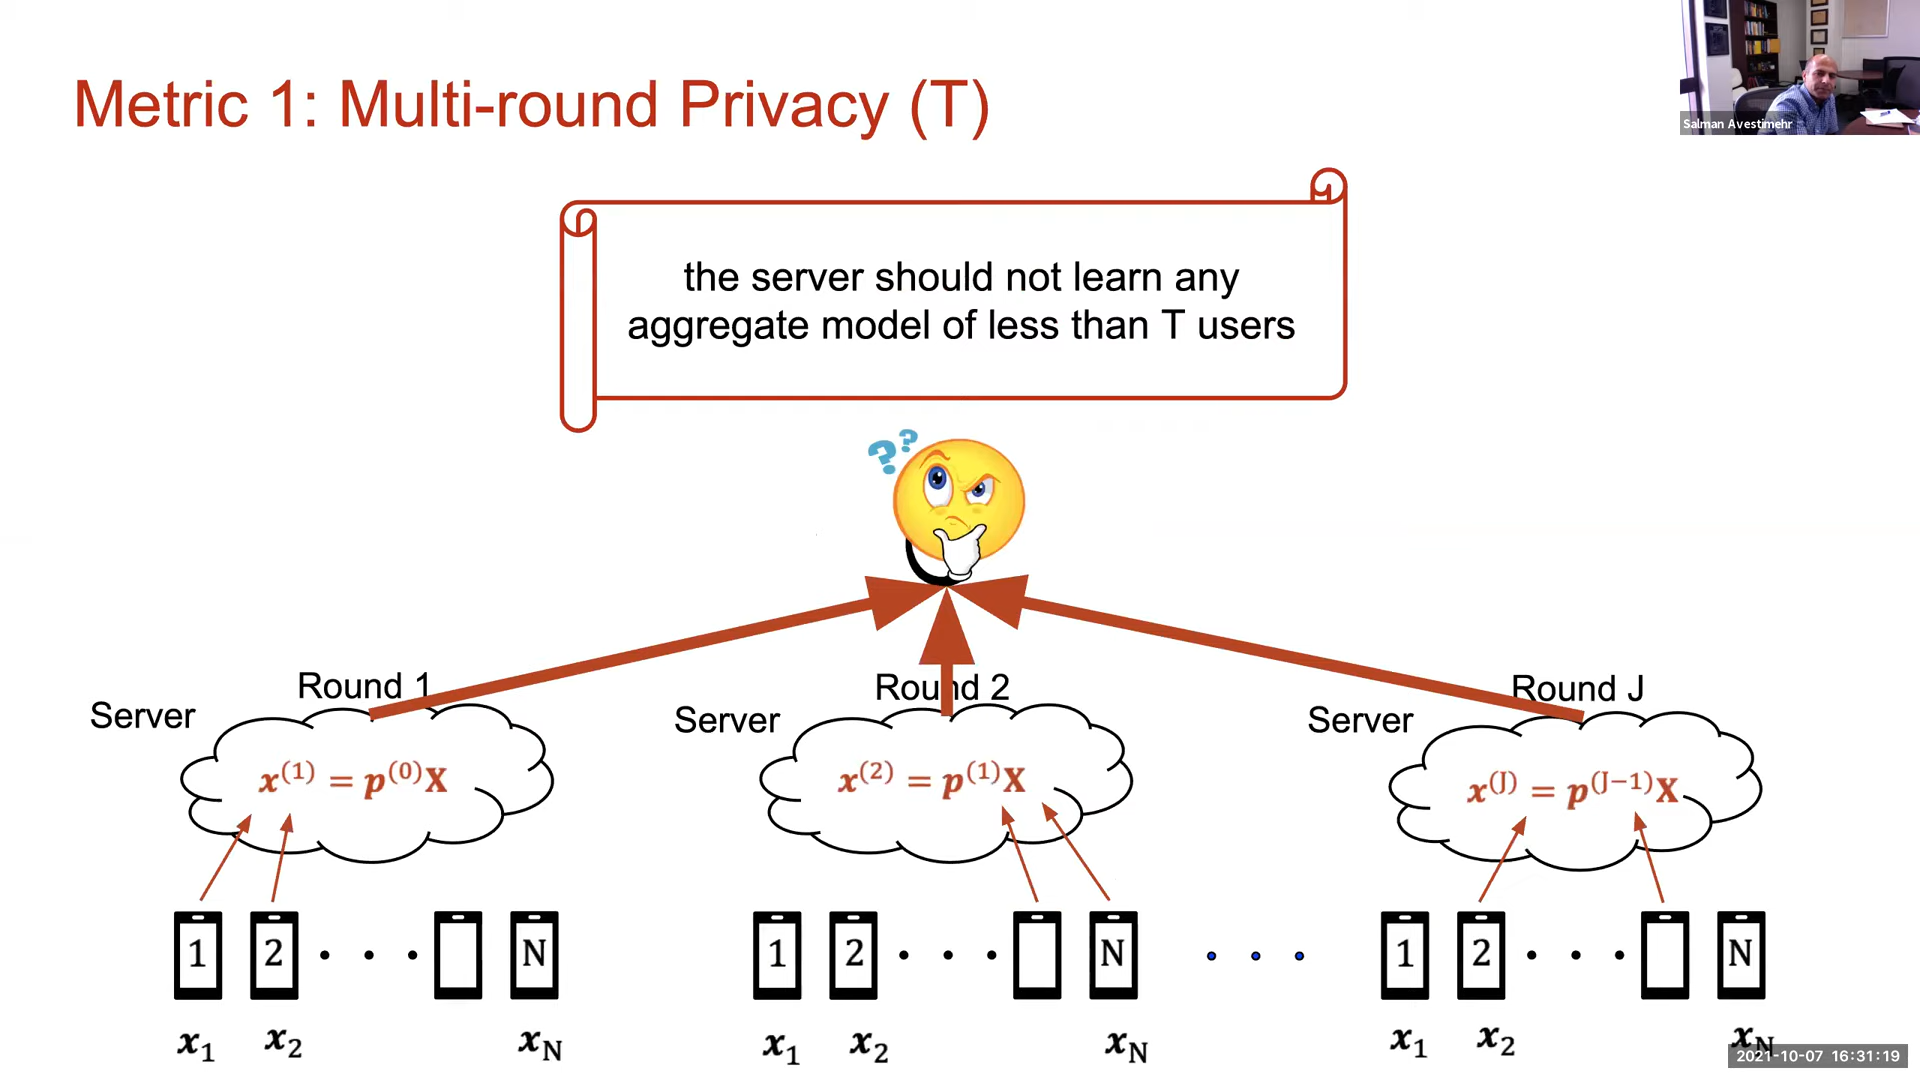 Metric 1: Multi-round Privacy (T)
Salman Avestimehr
the server should not learn any
aggregate model of less than T users
? ?
Round 1
Server
x^(1) = p^(0)X
1 2 N
x_1 x_2 x_N
Round 2
Server
x^(2) = p^(1)X
1 2 N
x_1 x_2 x_N
Round J
Server
x^(J) = p^(J−1)X
1 2 N
x_1 x_2 x_N
2021-10-07 16:31:19